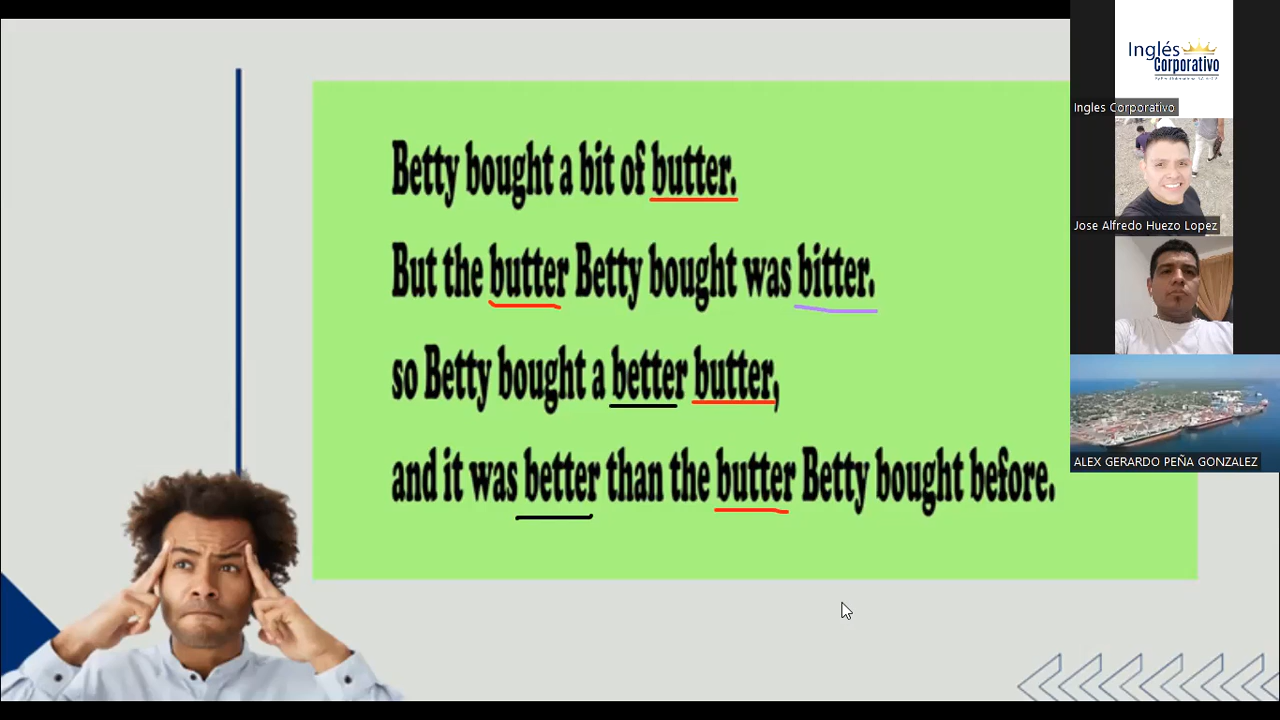 Betty bought a bit of butter.
But the butter Betty bought was bitter.
so Betty bought a better butter,
and it was better than the butter Betty bought before.
Inglés
Corporativo
Ingles Corporativo
Jose Alfredo Huezo Lopez
ALEX GERARDO PEÑA GONZALEZ